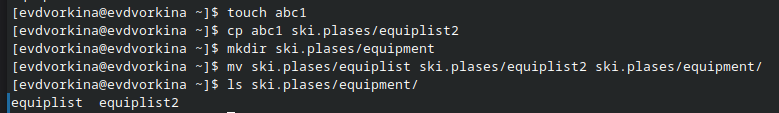 [evdvorkina@evdvorkina ~]$ touch abc1
[evdvorkina@evdvorkina ~]$ cp abc1 ski.plases/equiplist2
[evdvorkina@evdvorkina ~]$ mkdir ski.plases/equipment
[evdvorkina@evdvorkina ~]$ mv ski.plases/equiplist ski.plases/equiplist2 ski.plases/equipment/
[evdvorkina@evdvorkina ~]$ ls ski.plases/equipment/
equiplist  equiplist2